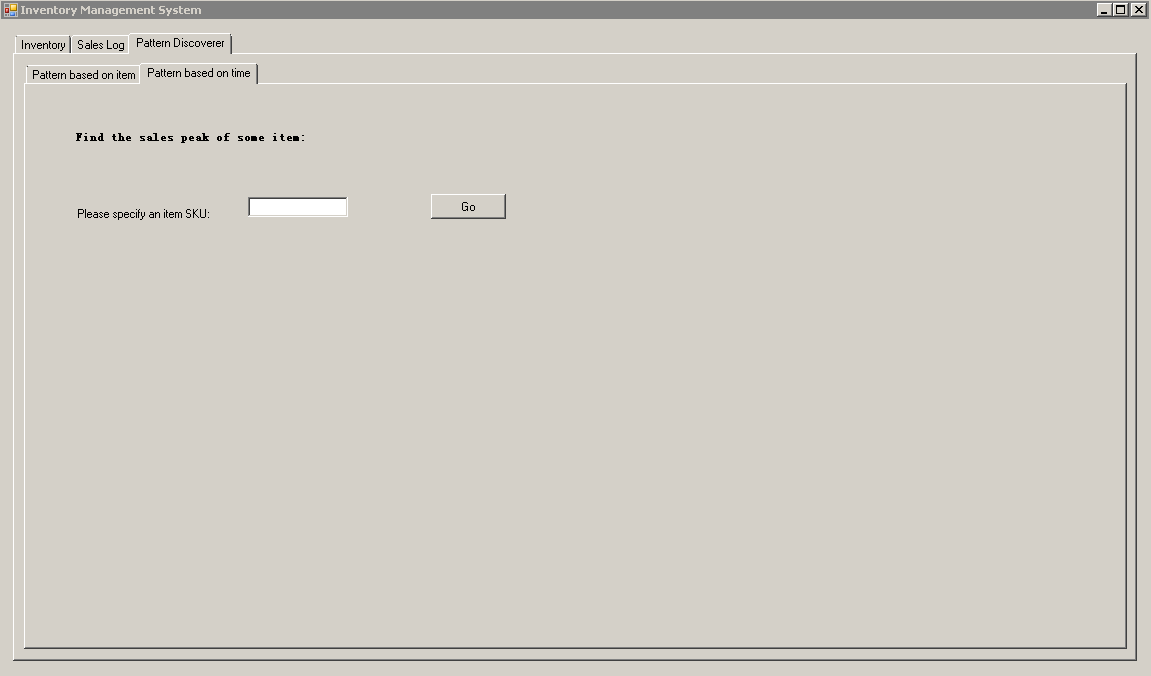 Inventory Management System
Inventory Sales Log Pattern Discoverer
Pattern based on item Pattern based on time
Find the sales peak of some item:
Please specify an item SKU: Go